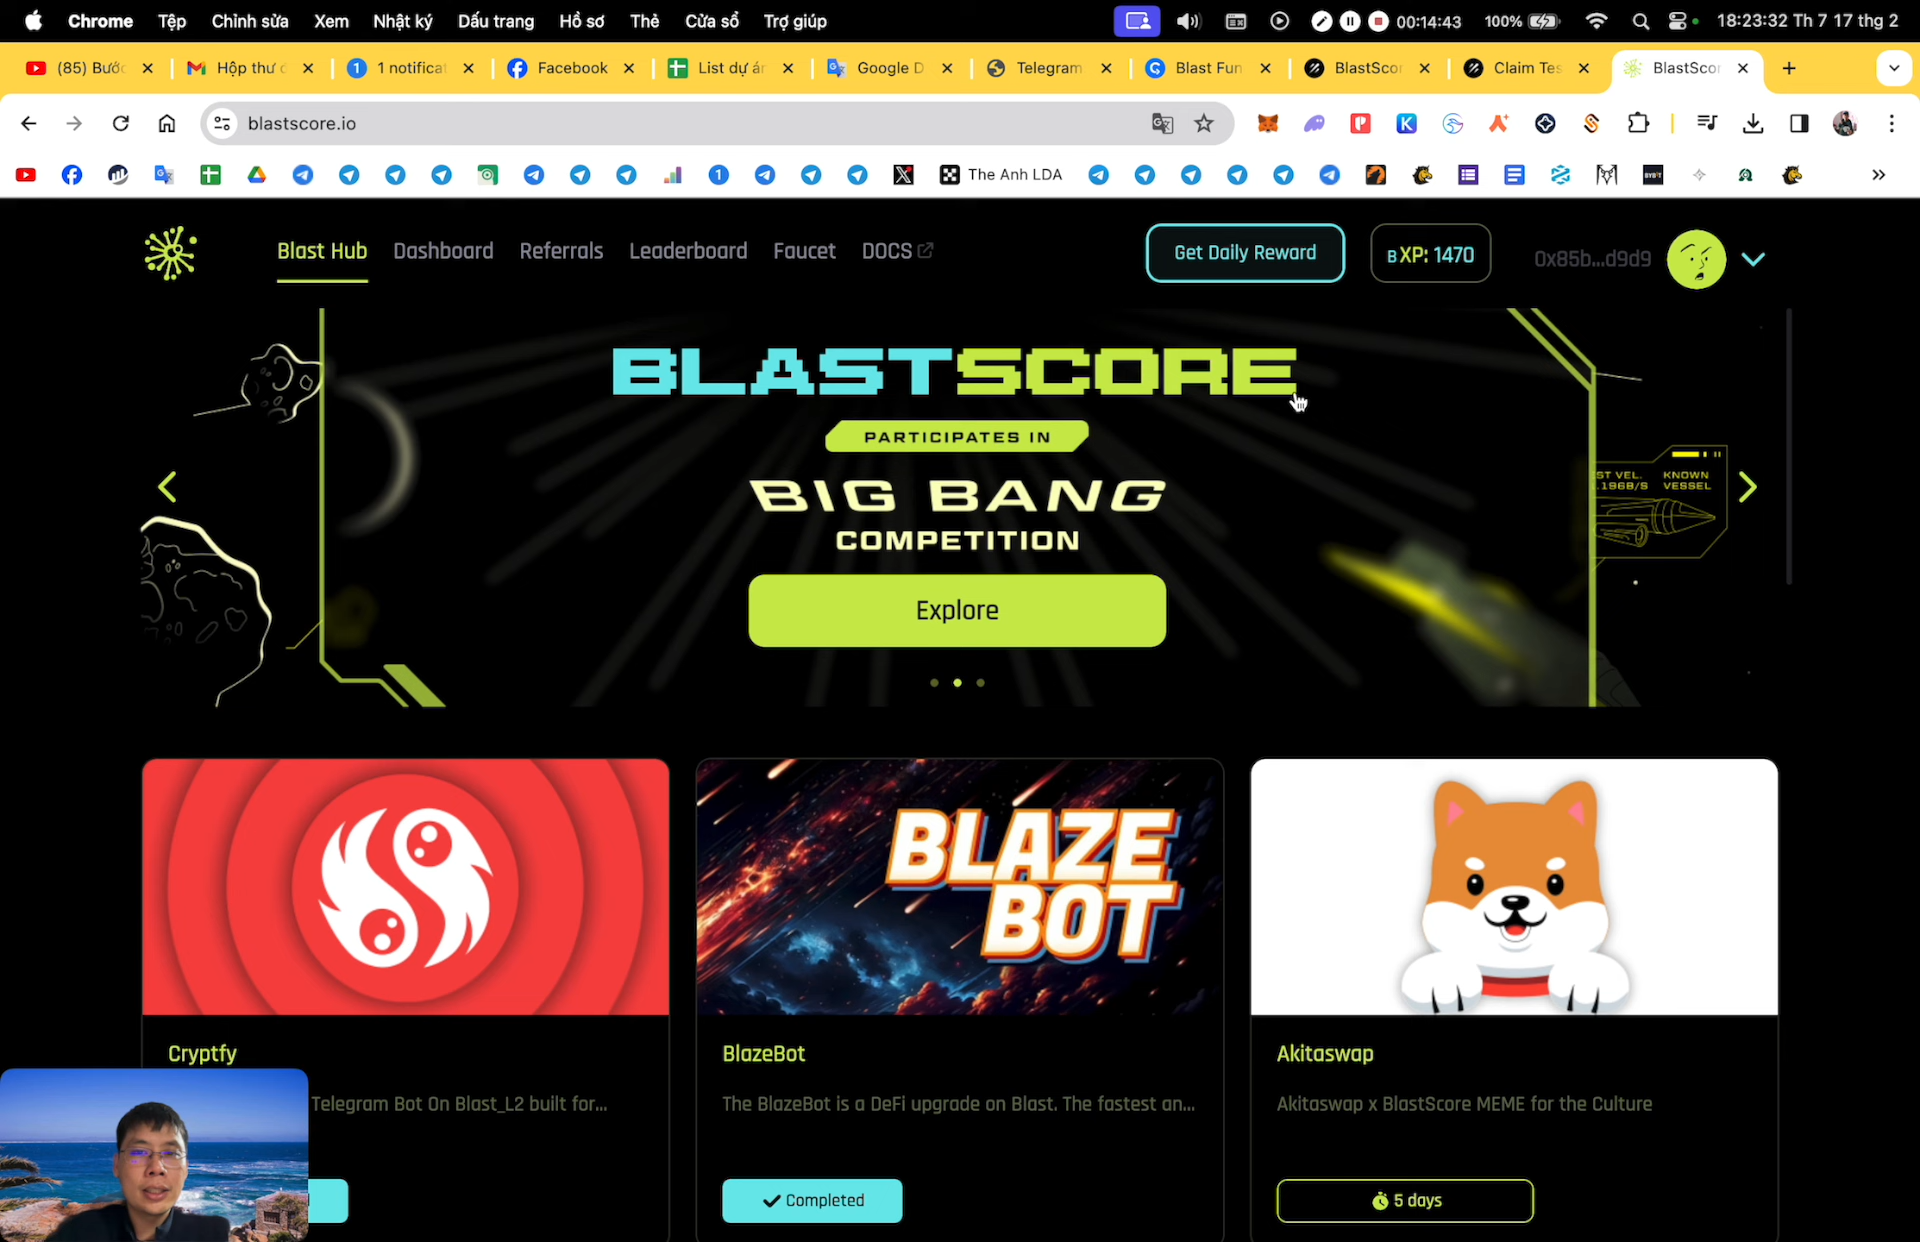 Chrome Tệp Chỉnh sửa Xem Nhật ký Dấu trang Hồ sơ Thẻ Cửa sổ Trợ giúp 00:14:43 100% 18:23:32 Th 7 17 thg 2
(85) Bước Hộp thư 1 notificat Facebook List dự án Google D Telegram Blast Fun BlastScor Claim Tes BlastScor
blastscore.io
The Anh LDA
Blast Hub Dashboard Referrals Leaderboard Faucet DOCS Get Daily Reward BXP: 1470 0x85b...d9d9
BLASTSCORE
PARTICIPATES IN
BIG BANG
COMPETITION
Explore
ST VEL. KNOWN
.196B/S VESSEL
BLAZE
BOT
Cryptfy BlazeBot Akitaswap
Telegram Bot On Blast_L2 built for... The BlazeBot is a DeFi upgrade on Blast. The fastest an... Akitaswap x BlastScore MEME for the Culture
Completed 5 days